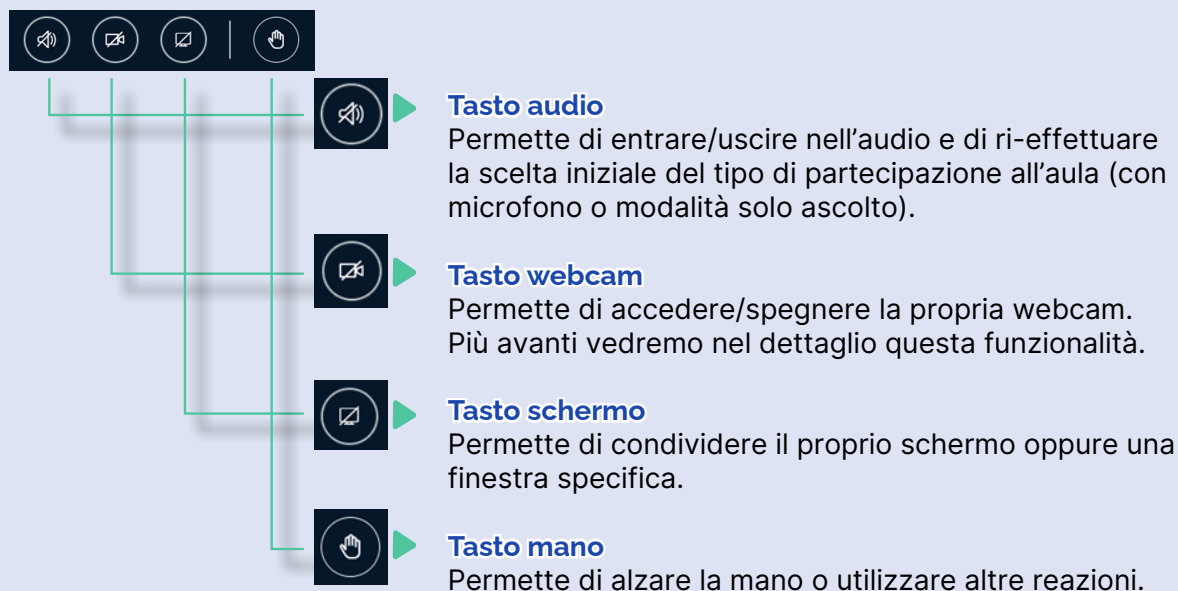 Tasto audio
Permette di entrare/uscire nell’audio e di ri-effettuare
la scelta iniziale del tipo di partecipazione all’aula (con
microfono o modalità solo ascolto).
Tasto webcam
Permette di accedere/spegnere la propria webcam.
Più avanti vedremo nel dettaglio questa funzionalità.
Tasto schermo
Permette di condividere il proprio schermo oppure una
finestra specifica.
Tasto mano
Permette di alzare la mano o utilizzare altre reazioni.